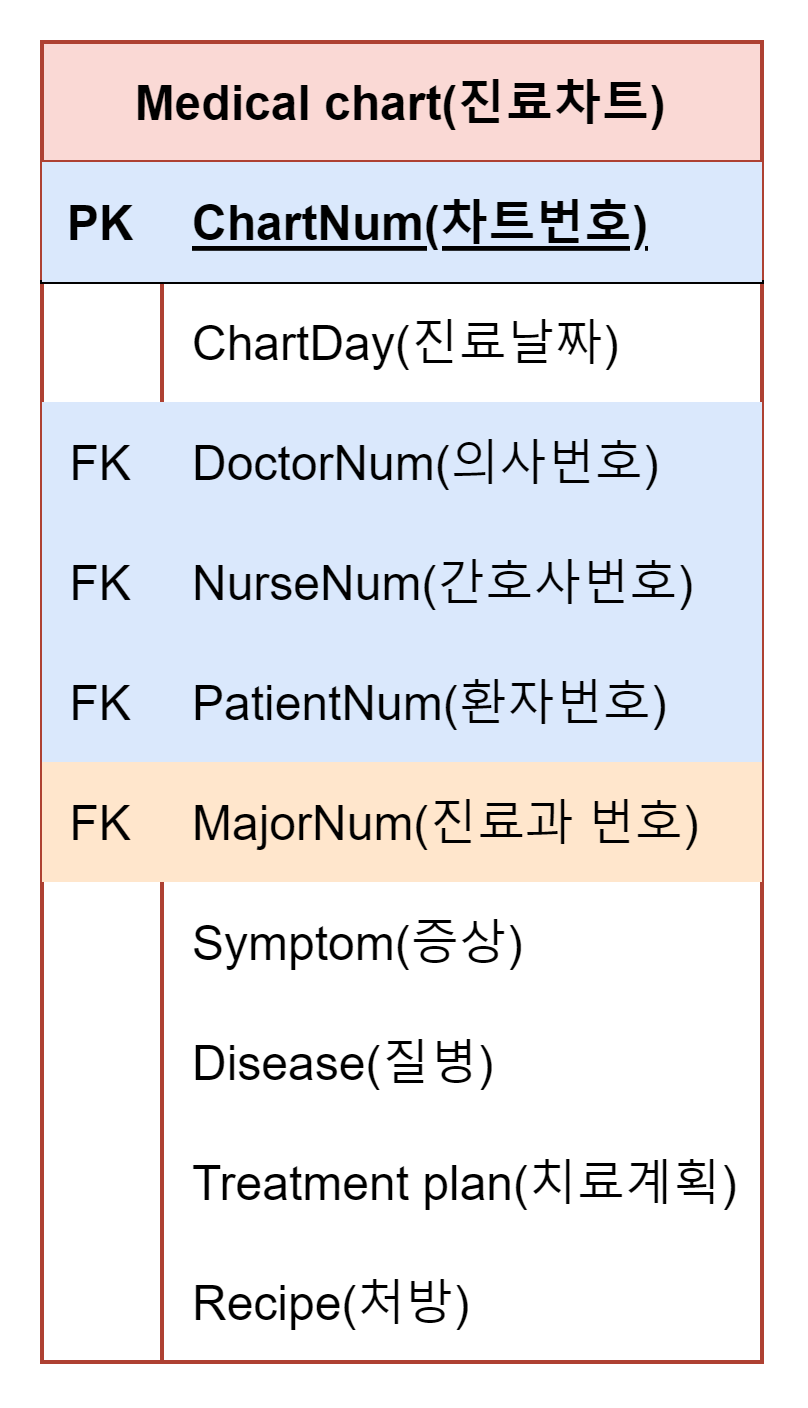 Medical chart(진료차트)
PK ChartNum(차트번호)
ChartDay(진료날짜)
FK DoctorNum(의사번호)
FK NurseNum(간호사번호)
FK PatientNum(환자번호)
FK MajorNum(진료과 번호)
Symptom(증상)
Disease(질병)
Treatment plan(치료계획)
Recipe(처방)